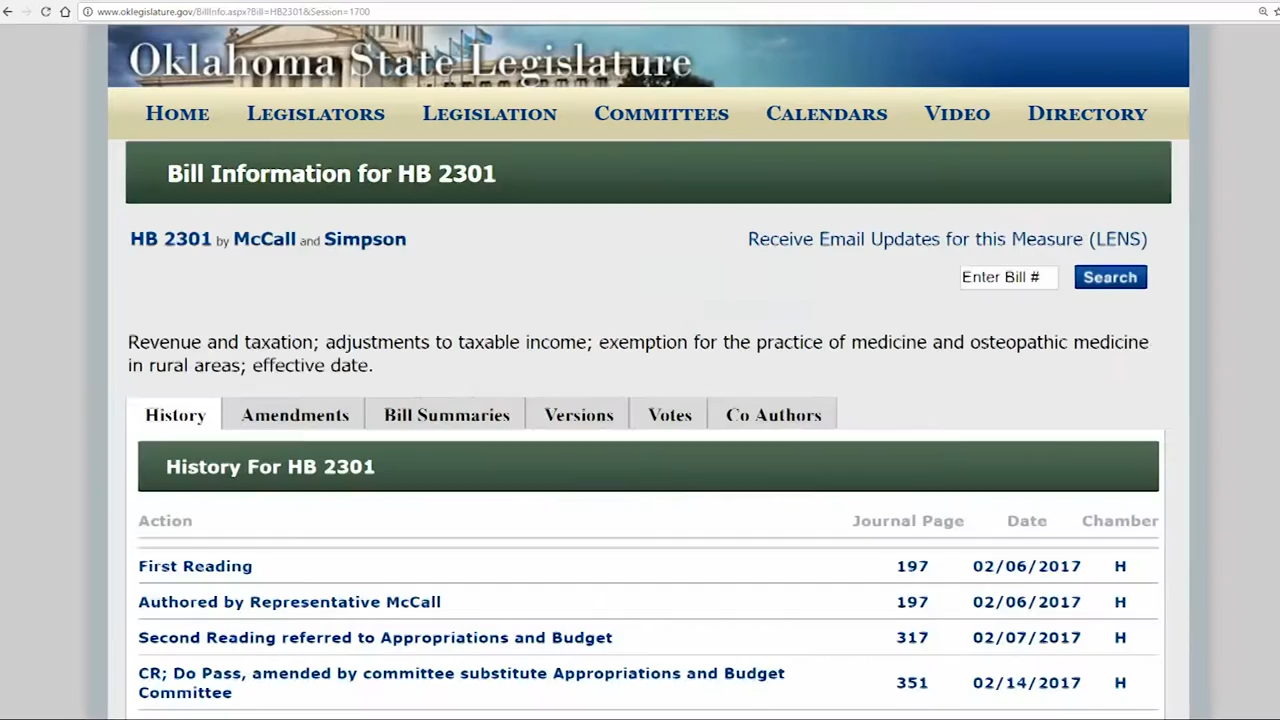 www.oklegislature.gov/BillInfo.aspx?Bill=HB2301&Session=1700
Oklahoma State Legislature
HOME LEGISLATORS LEGISLATION COMMITTEES CALENDARS VIDEO DIRECTORY
Bill Information for HB 2301
HB 2301 by McCall and Simpson Receive Email Updates for this Measure (LENS)
Enter Bill # Search
Revenue and taxation; adjustments to taxable income; exemption for the practice of medicine and osteopathic medicine
in rural areas; effective date.
History Amendments Bill Summaries Versions Votes Co Authors
History For HB 2301
Action Journal Page Date Chamber
First Reading 197 02/06/2017 H
Authored by Representative McCall 197 02/06/2017 H
Second Reading referred to Appropriations and Budget 317 02/07/2017 H
CR; Do Pass, amended by committee substitute Appropriations and Budget
Committee 351 02/14/2017 H